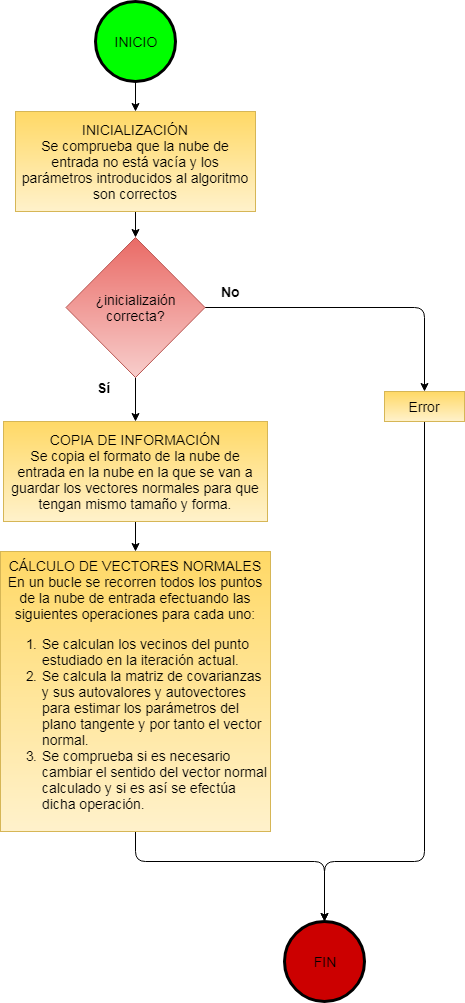 INICIO
INICIALIZACIÓN
Se comprueba que la nube de
entrada no está vacía y los
parámetros introducidos al algoritmo
son correctos
¿inicializaión
correcta?
No
Sí
Error
COPIA DE INFORMACIÓN
Se copia el formato de la nube de
entrada en la nube en la que se van a
guardar los vectores normales para que
tengan mismo tamaño y forma.
CÁLCULO DE VECTORES NORMALES
En un bucle se recorren todos los puntos
de la nube de entrada efectuando las
siguientes operaciones para cada uno:
1. Se calculan los vecinos del punto
estudiado en la iteración actual.
2. Se calcula la matriz de covarianzas
y sus autovalores y autovectores
para estimar los parámetros del
plano tangente y por tanto el vector
normal.
3. Se comprueba si es necesario
cambiar el sentido del vector normal
calculado y si es así se efectúa
dicha operación.
FIN